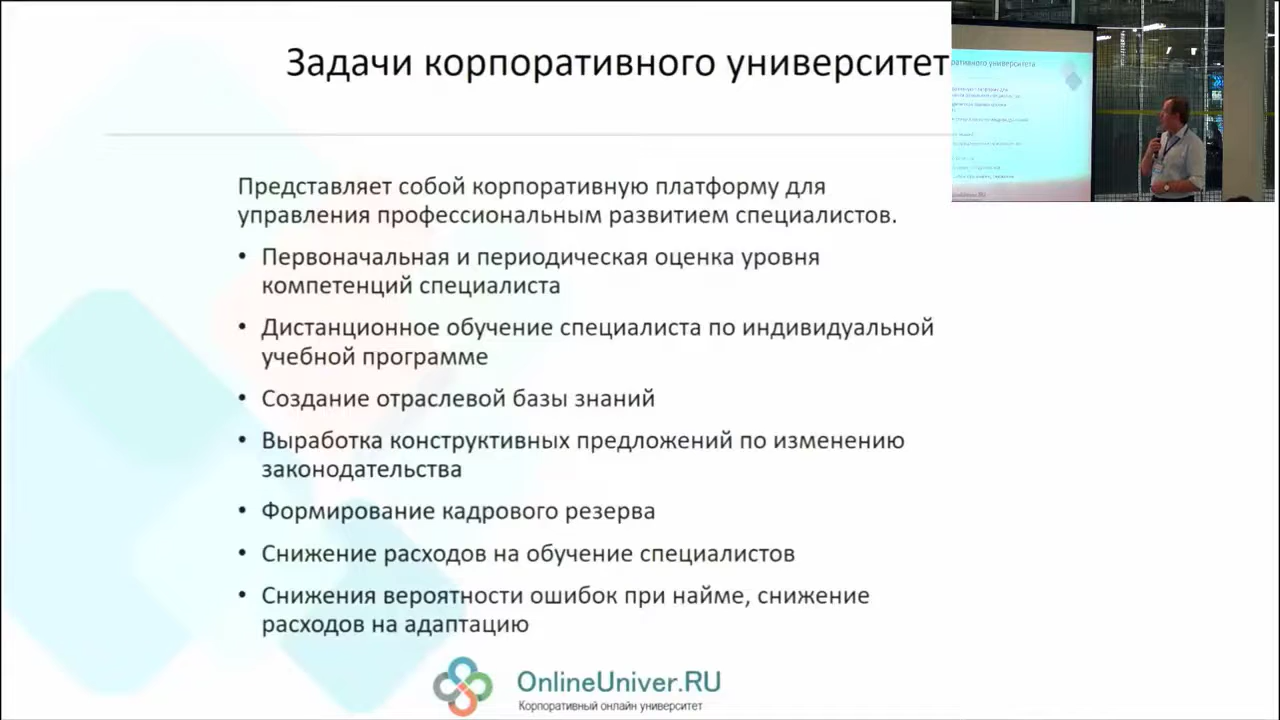 Задачи корпоративного университет
Представляет собой корпоративную платформу для
управления профессиональным развитием специалистов.
• Первоначальная и периодическая оценка уровня
компетенций специалиста
• Дистанционное обучение специалиста по индивидуальной
учебной программе
• Создание отраслевой базы знаний
• Выработка конструктивных предложений по изменению
законодательства
• Формирование кадрового резерва
• Снижение расходов на обучение специалистов
• Снижения вероятности ошибок при найме, снижение
расходов на адаптацию
OnlineUniver.RU
Корпоративный онлайн университет